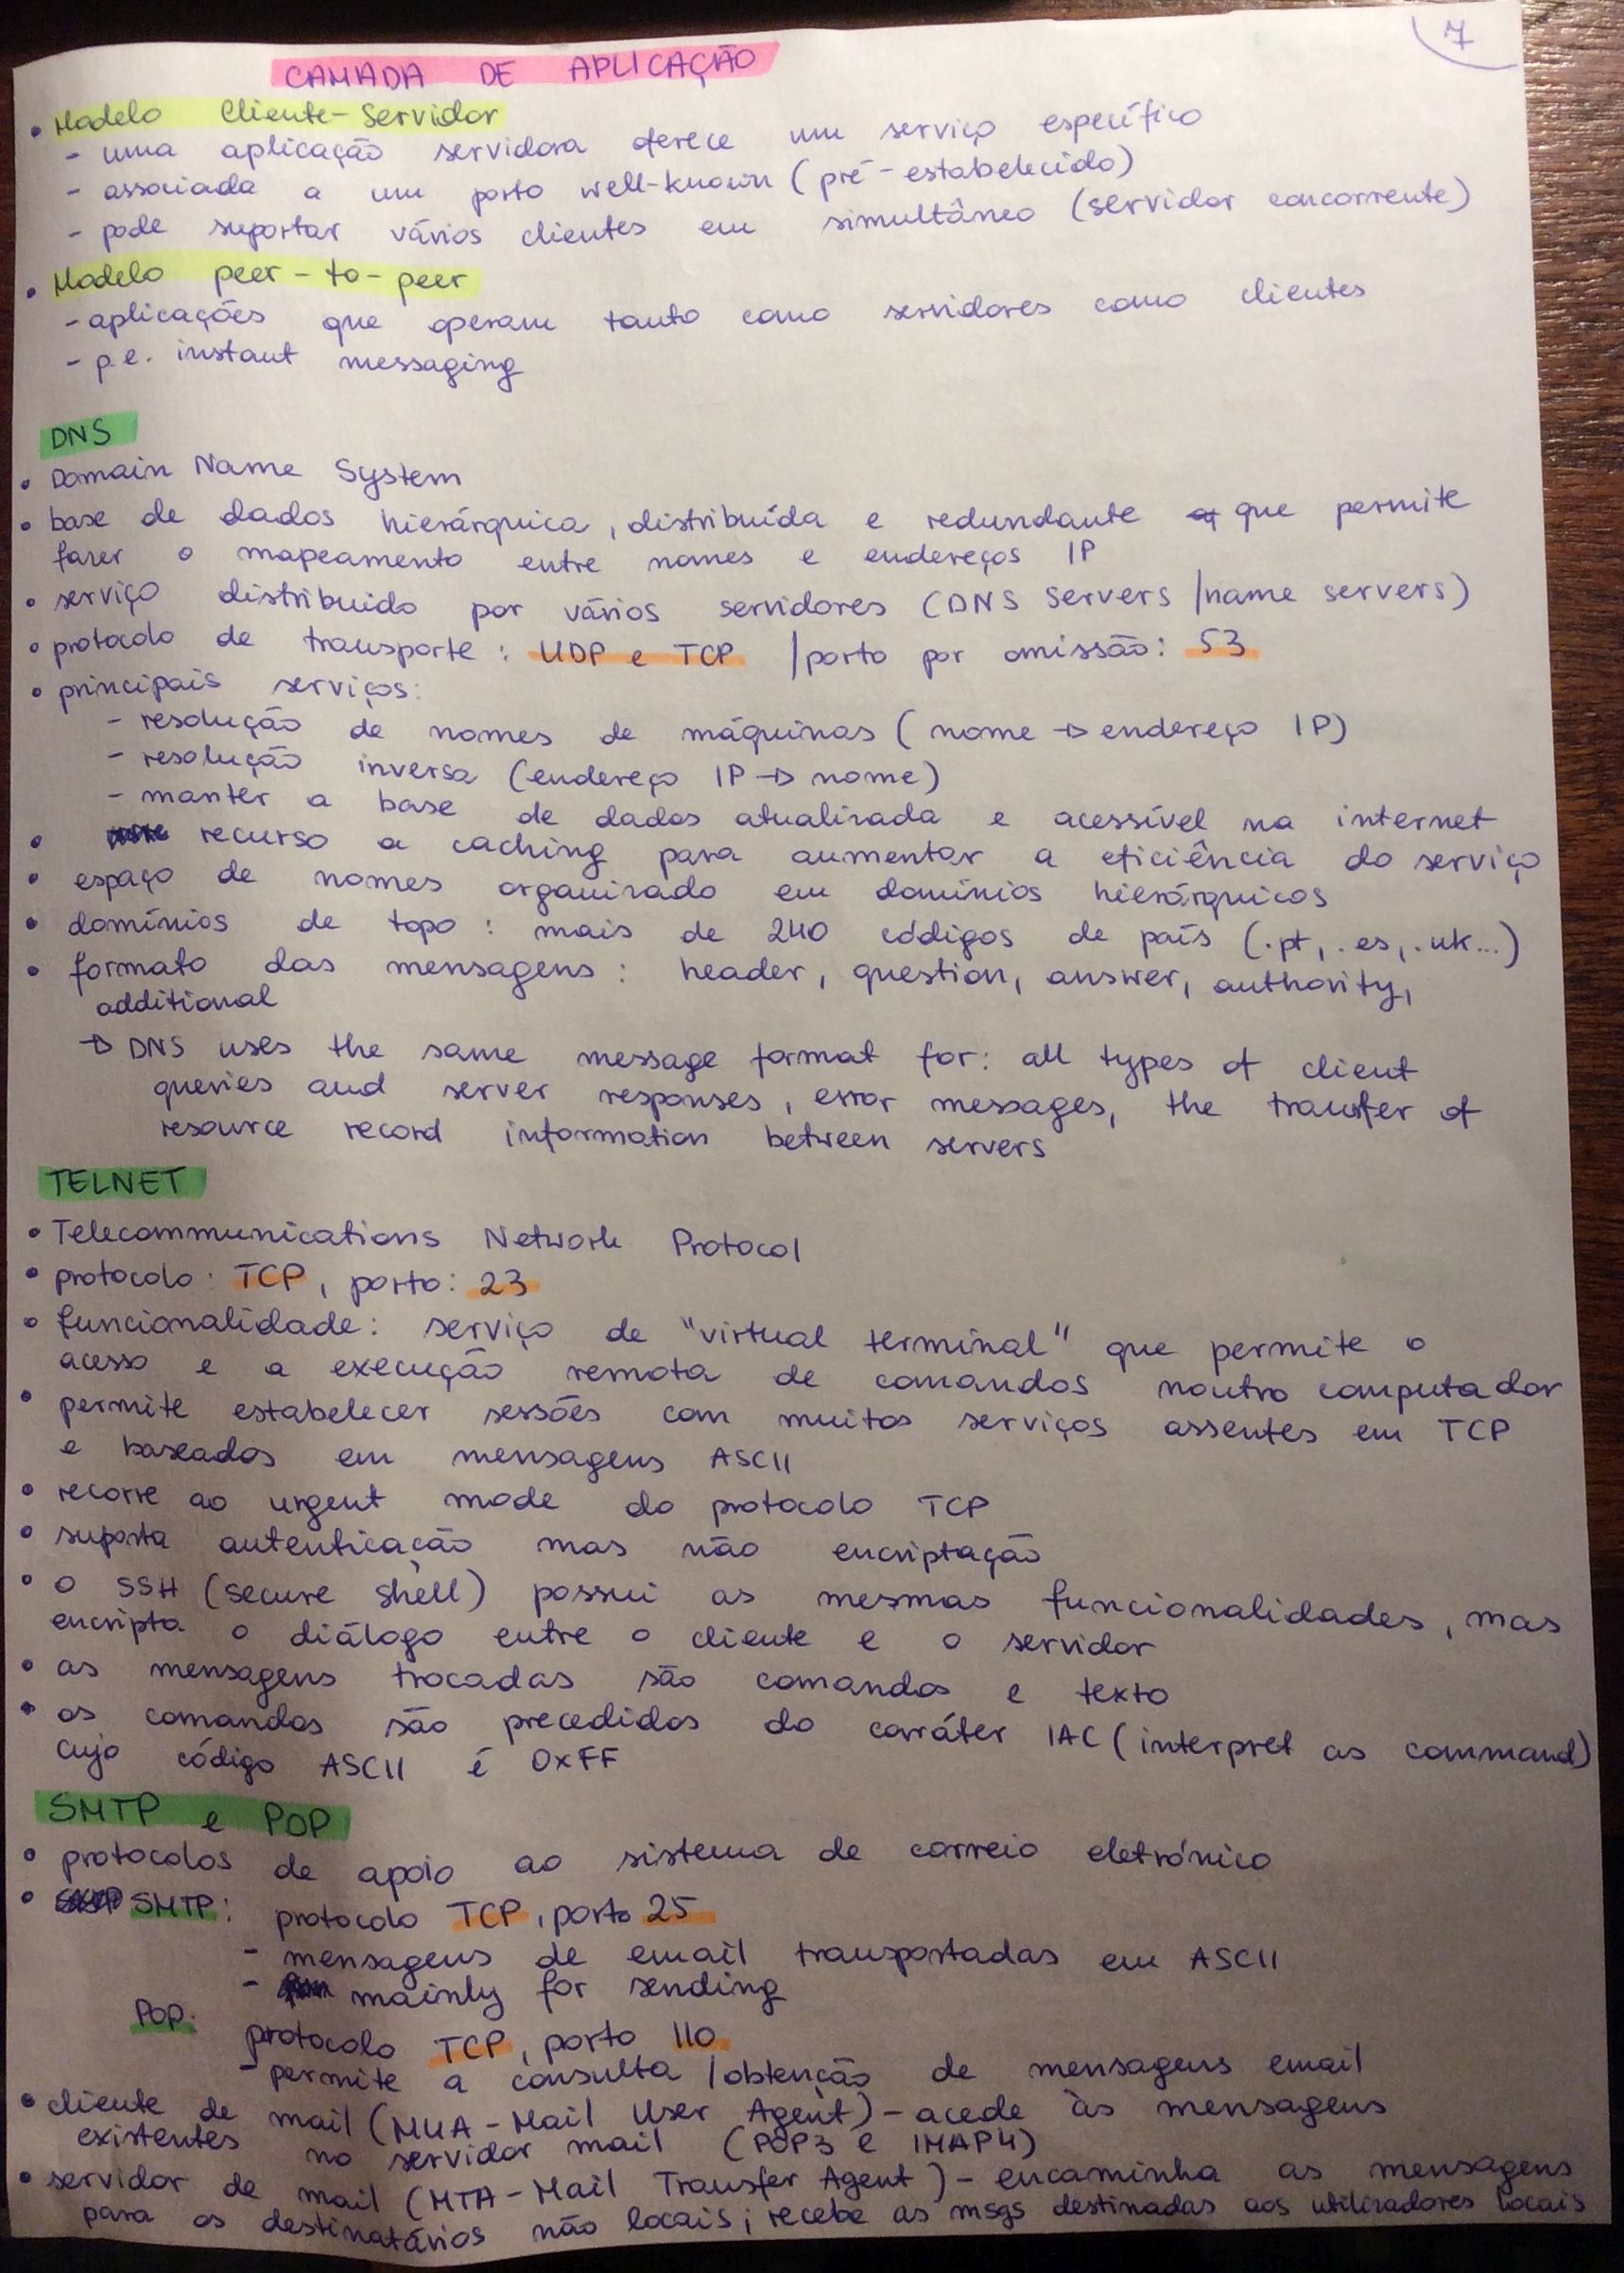 7
CAMADA DE APLICAÇÃO
• Modelo Cliente-Servidor
- uma aplicação servidora oferece um serviço específico
- associada a um porto well-known (pré-estabelecido)
- pode suportar vários clientes em simultâneo (servidor concorrente)
• Modelo peer-to-peer
- aplicações que operam tanto como servidores como clientes
- p.e. instant messaging
DNS
• Domain Name System
• base de dados hierárquica, distribuída e redundante que permite
fazer o mapeamento entre nomes e endereços IP
• serviço distribuido por vários servidores (DNS Servers / name servers)
• protocolo de transporte: UDP e TCP / porto por omissão: 53
• principais serviços:
- resolução de nomes de máquinas (nome → endereço IP)
- resolução inversa (endereço IP → nome)
- manter a base de dados atualizada e acessível na internet
• recurso a caching para aumentar a eficiência do serviço
• espaço de nomes organizado em domínios hierárquicos
• domínios de topo: mais de 240 códigos de país (.pt, .es, .uk...)
• formato das mensagens: header, question, answer, authority,
additional
→ DNS uses the same message format for: all types of client
queries and server responses, error messages, the transfer of
resource record information between servers
TELNET
• Telecommunications Network Protocol
• protocolo: TCP, porto: 23
• funcionalidade: serviço de "virtual terminal" que permite o
acesso e a execução remota de comandos noutro computador
• permite estabelecer sessões com muitos serviços assentes em TCP
e baseados em mensagens ASCII
• recorre ao urgent mode do protocolo TCP
• suporta autenticação mas não encriptação
• o SSH (secure shell) possui as mesmas funcionalidades, mas
encripta o diálogo entre o cliente e o servidor
• as mensagens trocadas são comandos e texto
• os comandos são precedidos do caráter IAC (interpret as command)
cujo código ASCII é 0xFF
SMTP e POP
• protocolos de apoio ao sistema de correio eletrónico
• SMTP: protocolo TCP, porto 25
- mensagens de email transportadas em ASCII
- mainly for sending
POP: protocolo TCP, porto 110
- permite a consulta / obtenção de mensagens email
• cliente de mail (MUA - Mail User Agent) - acede às mensagens
existentes no servidor mail (POP3 e IMAP4)
• servidor de mail (MTA - Mail Transfer Agent) - encaminha as mensagens
para os destinatários não locais; recebe as msgs destinadas aos utilizadores locais